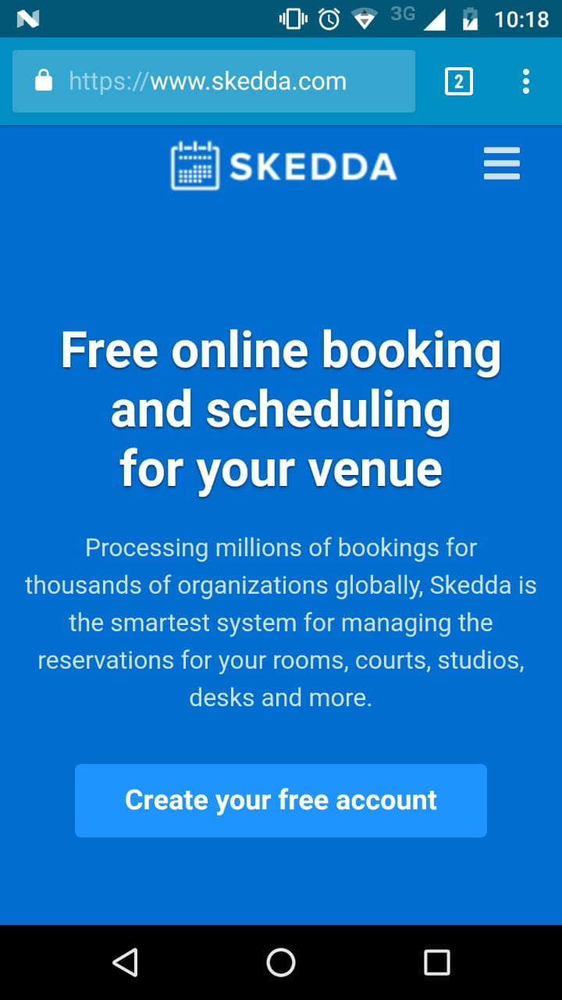 3G 10:18
https://www.skedda.com 2
SKEDDA
Free online booking
and scheduling
for your venue
Processing millions of bookings for
thousands of organizations globally, Skedda is
the smartest system for managing the
reservations for your rooms, courts, studios,
desks and more.
Create your free account